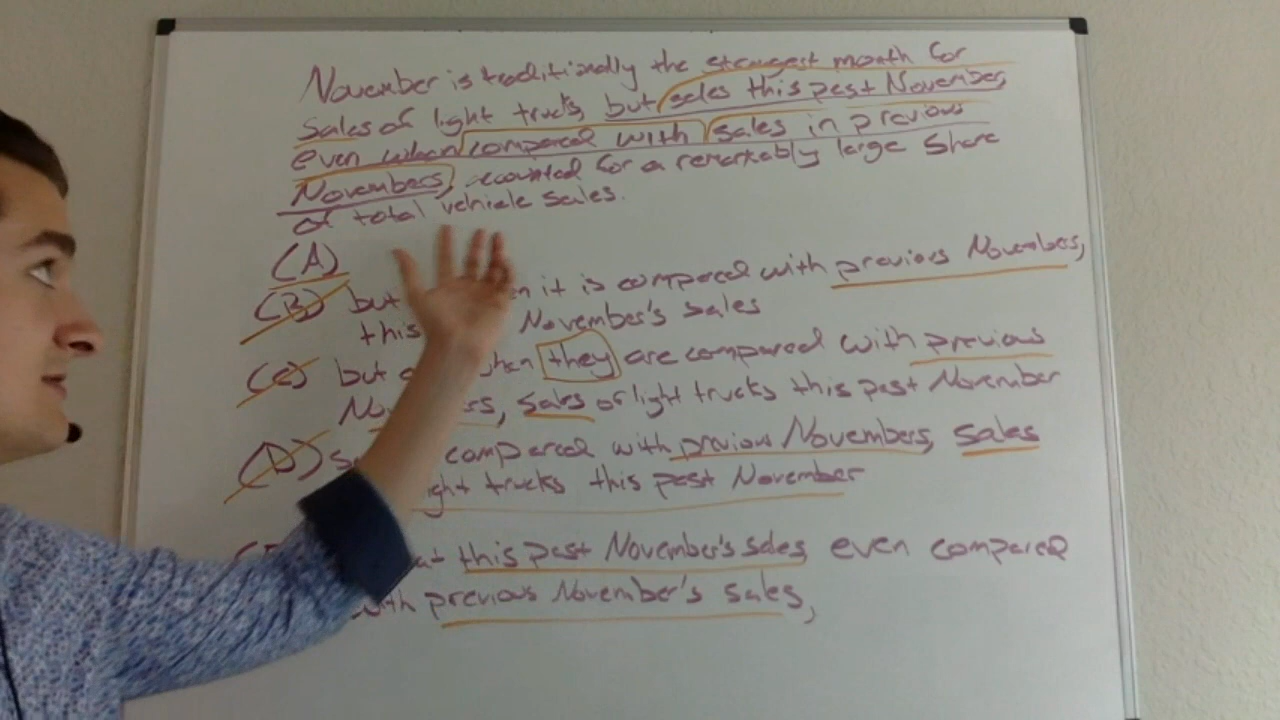 November is traditionally the strongest month for
Sales of light trucks, but sales this past November,
even when compared with sales in previous
Novembers, accounted for a remarkably large share
of total vehicle sales.
(A)
(B) but it is compared with previous Novembers,
this November's sales
(C) but when they are compared with previous
sales of light trucks this past November
(D) compared with previous Novembers, sales
light trucks this past November
this past November's sales even compared
with previous November's sales,